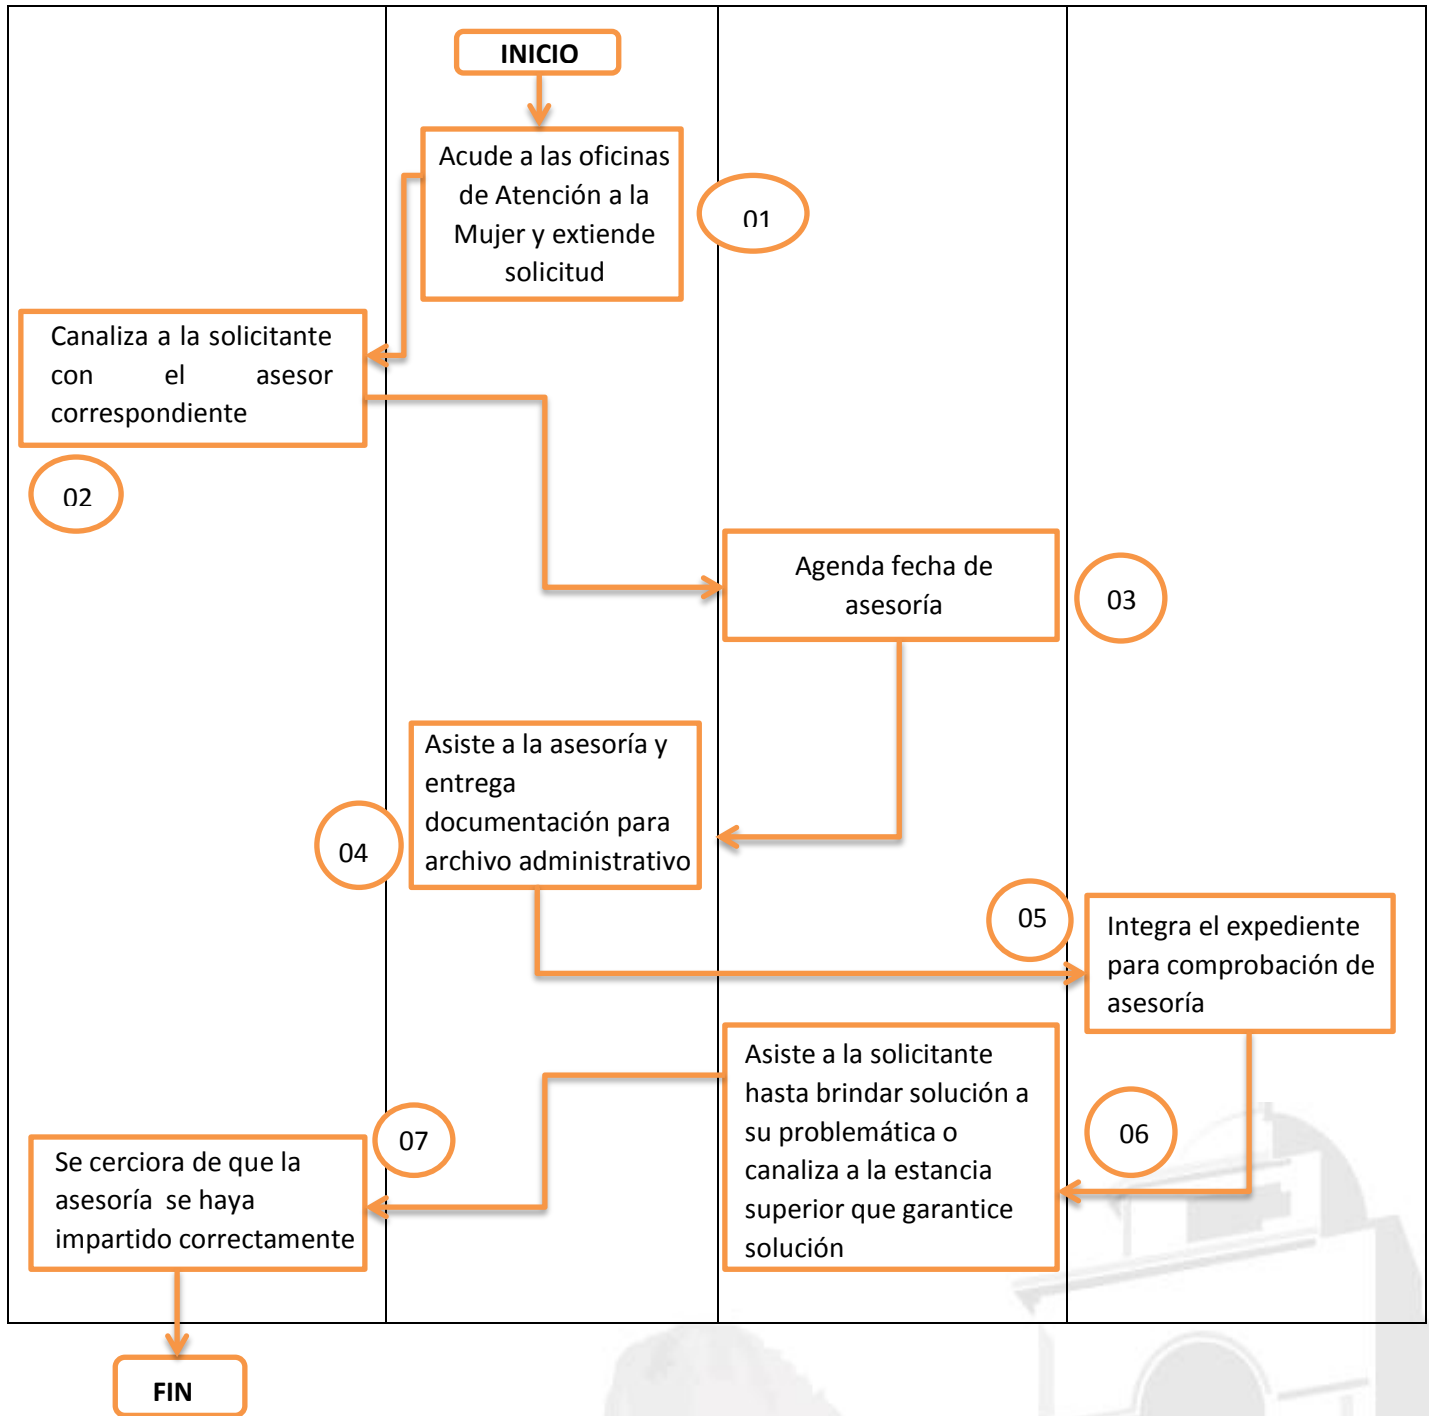 INICIO
Acude a las oficinas
de Atención a la
Mujer y extiende
solicitud
01
Canaliza a la solicitante
con el asesor
correspondiente
02
Agenda fecha de
asesoría
03
Asiste a la asesoría y
entrega
documentación para
archivo administrativo
04
05
Integra el expediente
para comprobación de
asesoría
Asiste a la solicitante
hasta brindar solución a
su problemática o
canaliza a la estancia
superior que garantice
solución
06
07
Se cerciora de que la
asesoría se haya
impartido correctamente
FIN